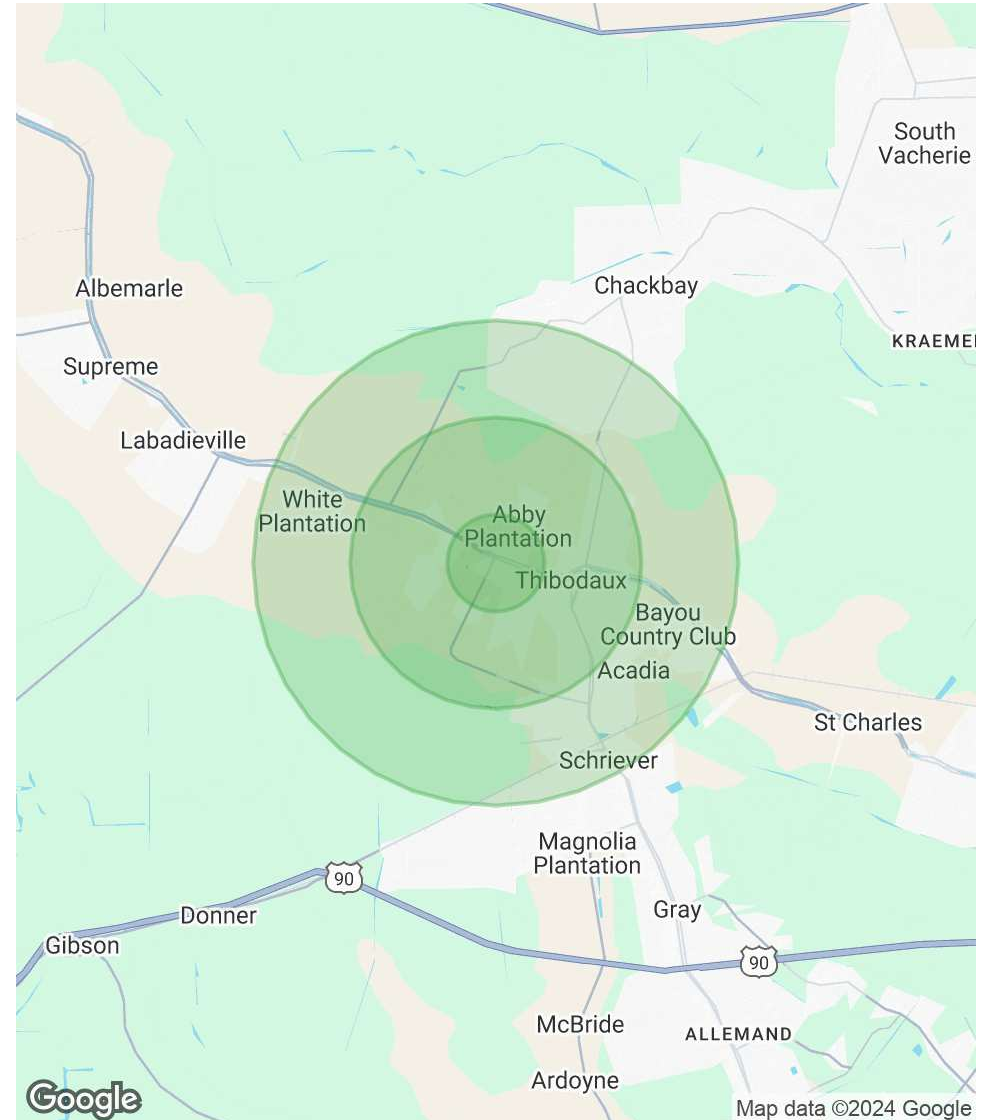 South
Vacherie
Albemarle
Chackbay
KRAEME
Supreme
Labadieville
White
Plantation
Abby
Plantation
Thibodaux
Bayou
Country Club
Acadia
St Charles
Schriever
Magnolia
Plantation
90
Donner
Gray
Gibson
90
McBride
ALLEMAND
Ardoyne
Google
Map data ©2024 Google